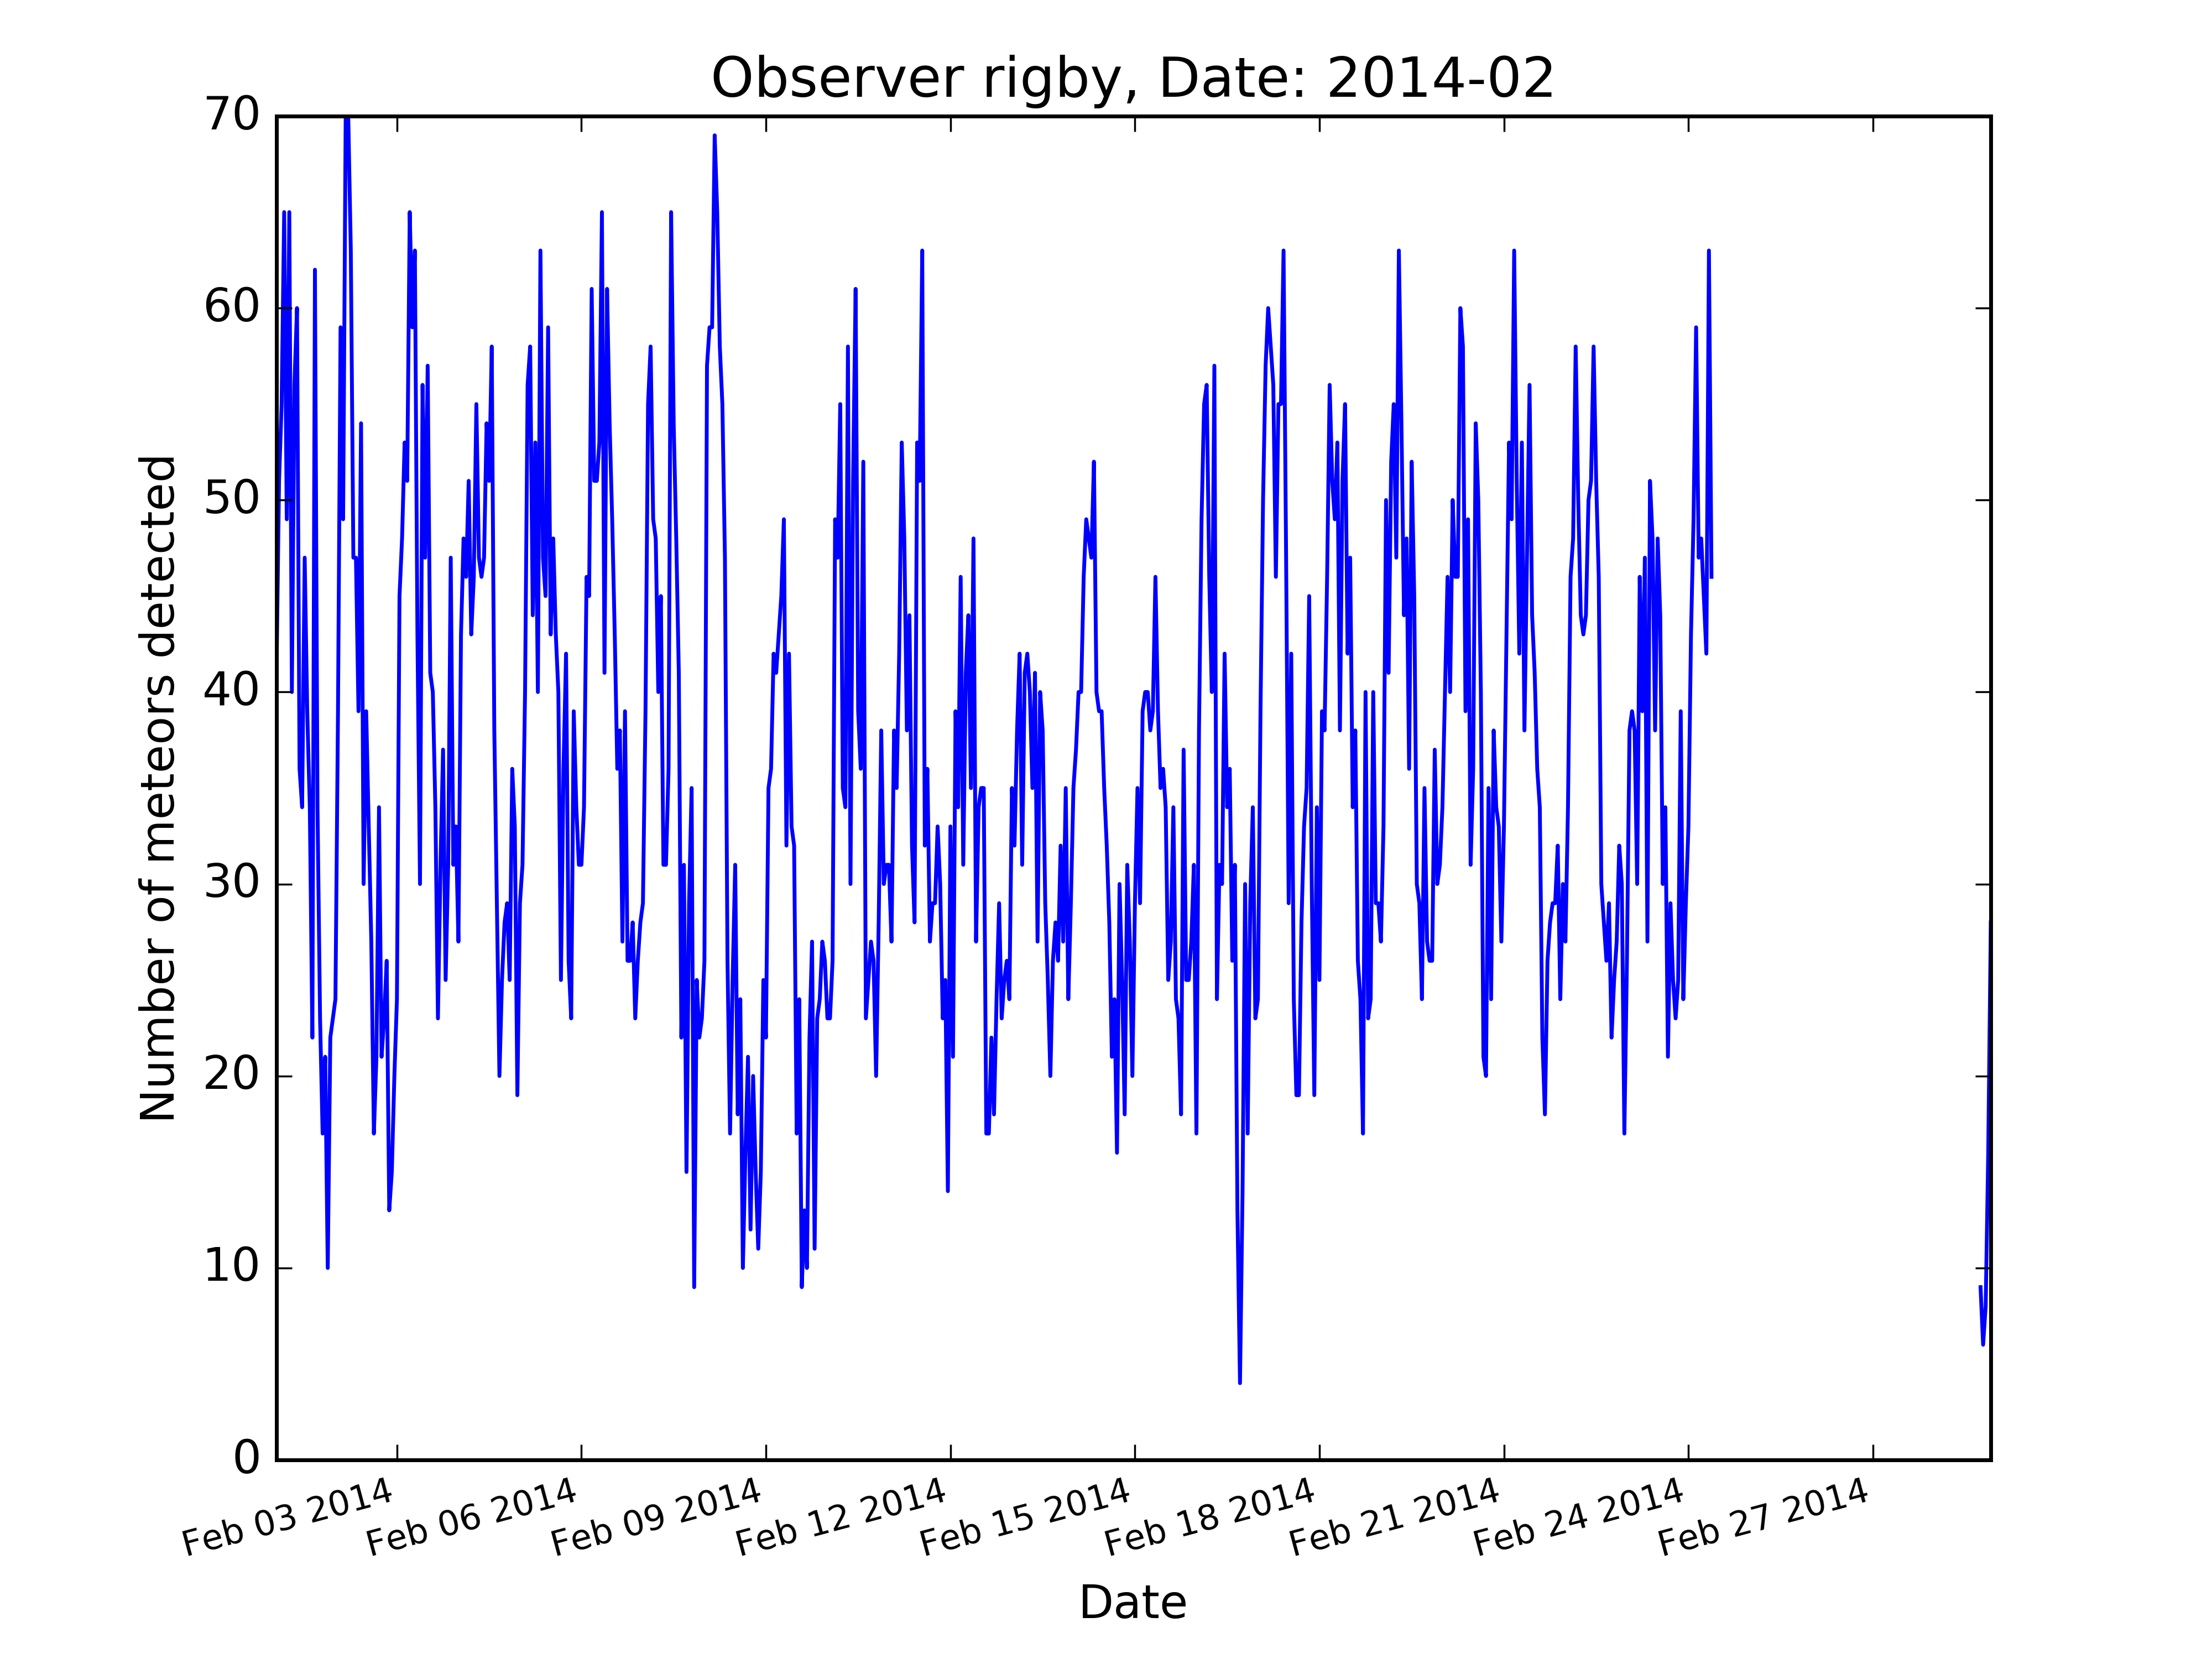 Observer rigby, Date: 2014-02
70
60
50
40
30
20
10
0
Number of meteors detected
Feb 03 2014
Feb 06 2014
Feb 09 2014
Feb 12 2014
Feb 15 2014
Feb 18 2014
Feb 21 2014
Feb 24 2014
Feb 27 2014
Date